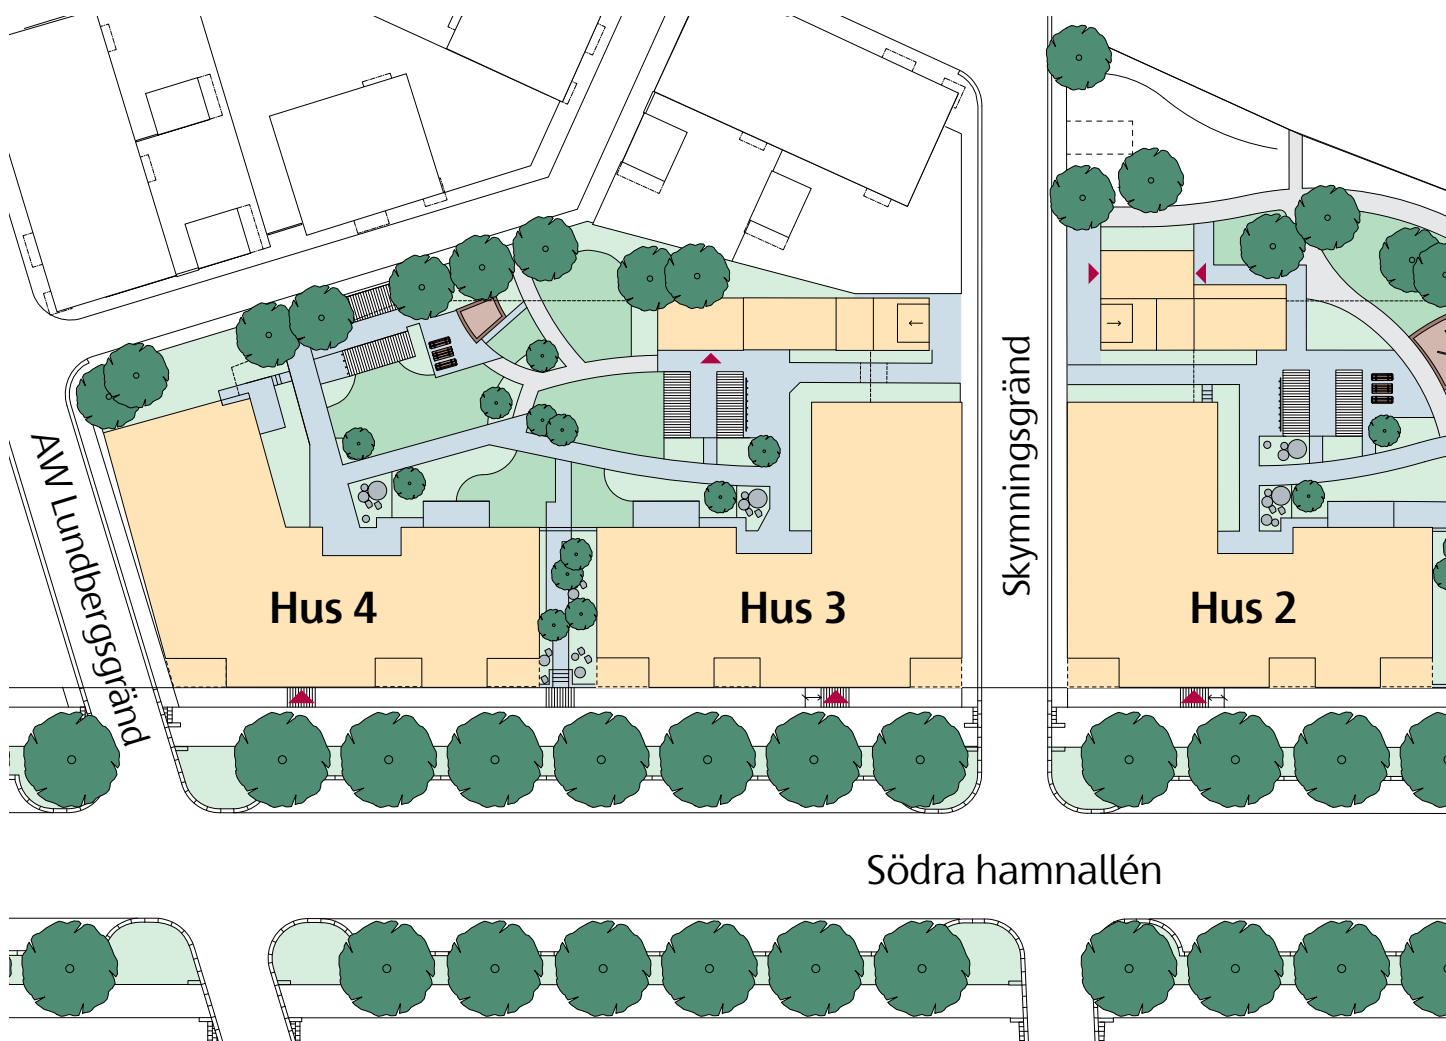 AW Lundbergsgränd
Hus 4
Hus 3
Skymningsgränd
Hus 2
Södra hamnallén